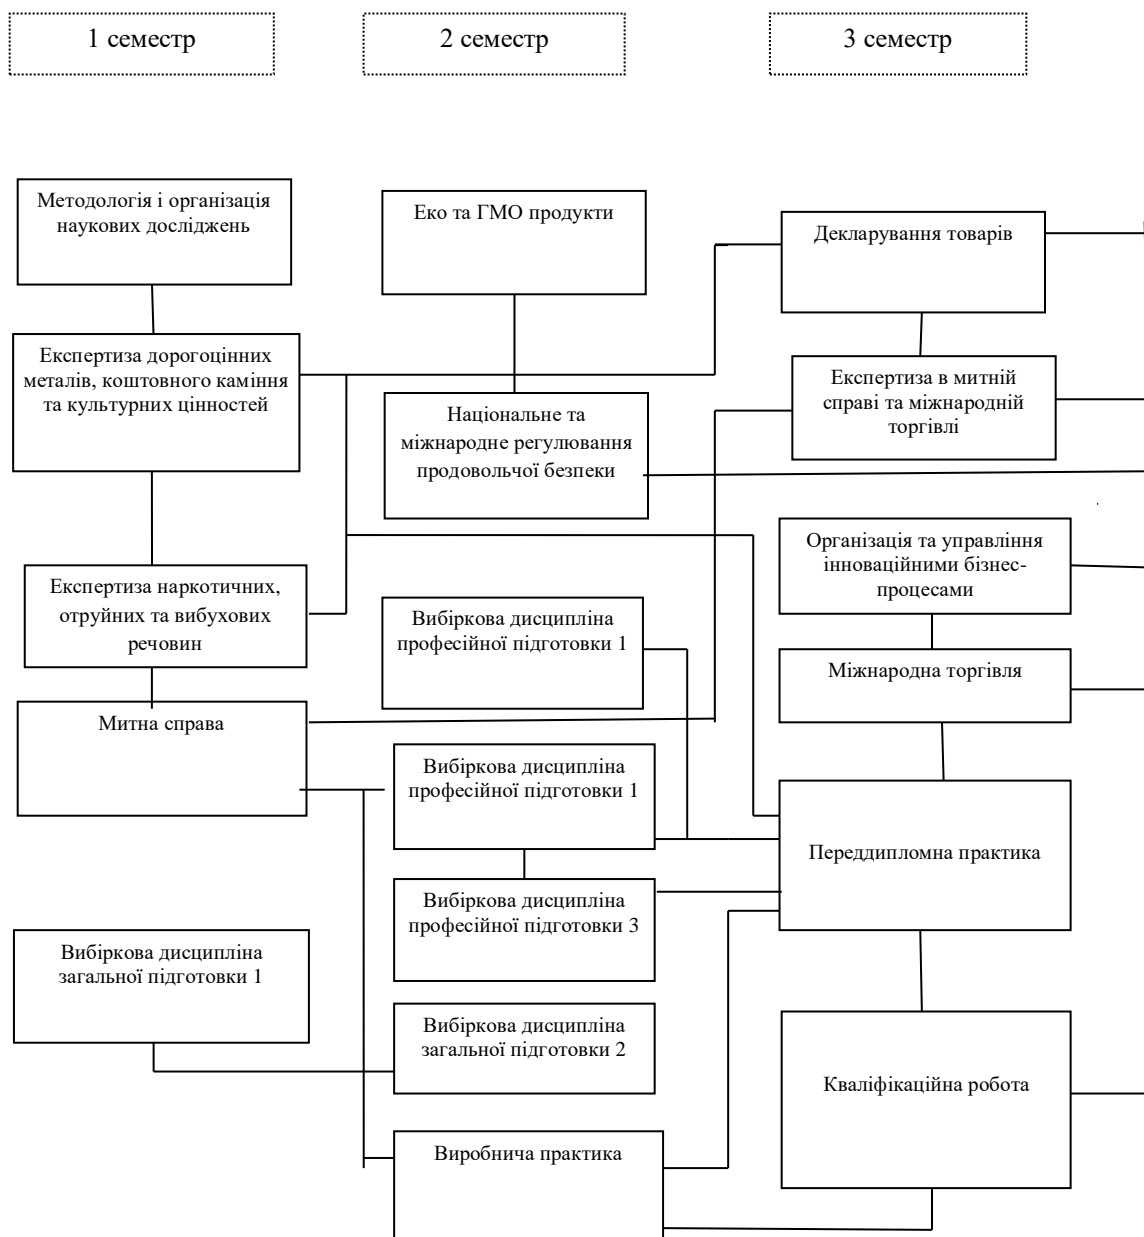 1 семестр
2 семестр
3 семестр
Методологія і організація
наукових досліджень
Експертиза дорогоцінних
металів, коштовного каміння
та культурних цінностей
Експертиза наркотичних,
отруйних та вибухових
речовин
Митна справа
Вибіркова дисципліна
загальної підготовки 1
Еко та ГМО продукти
Національне та
міжнародне регулювання
продовольчої безпеки
Вибіркова дисципліна
професійної підготовки 1
Вибіркова дисципліна
професійної підготовки 1
Вибіркова дисципліна
професійної підготовки 3
Вибіркова дисципліна
загальної підготовки 2
Виробнича практика
Декларування товарів
Експертиза в митній
справі та міжнародній
торгівлі
Організація та управління
інноваційними бізнес-
процесами
Міжнародна торгівля
Переддипломна практика
Кваліфікаційна робота